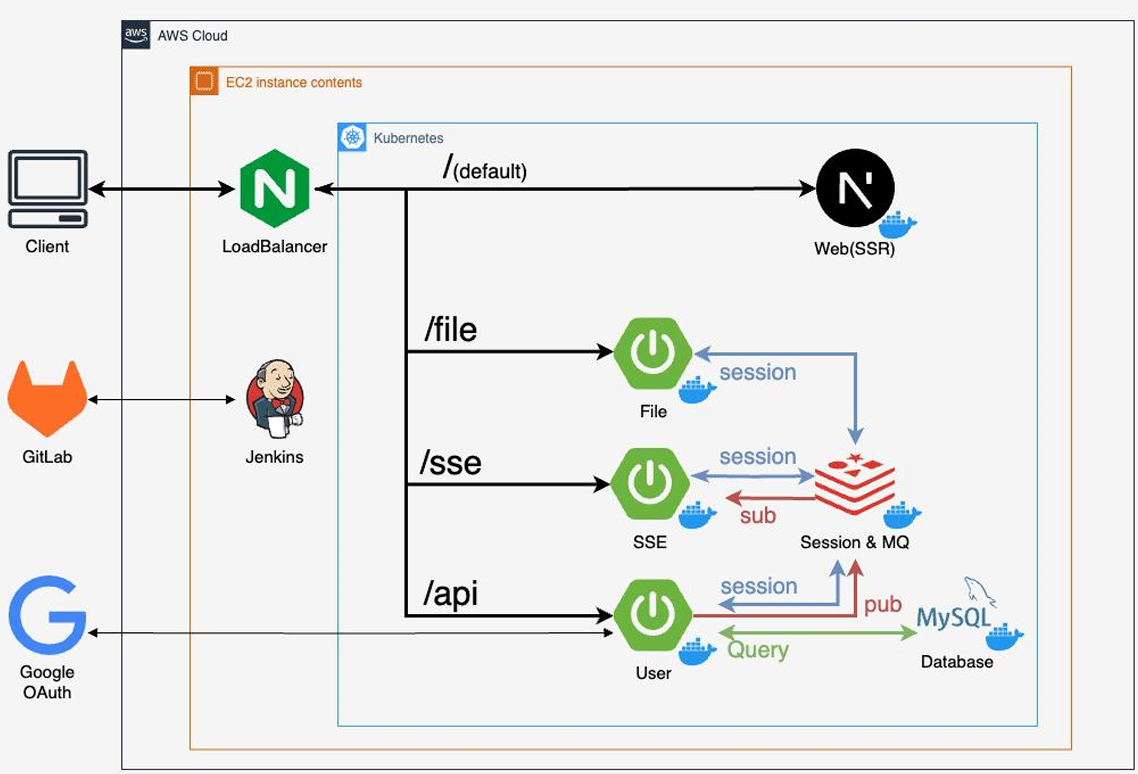 aws
AWS Cloud
EC2 instance contents
Kubernetes
/(default)
N
N
Client
LoadBalancer
Web(SSR)
/file
session
File
GitLab
Jenkins
/sse
session
sub
SSE
Session & MQ
/api
session
pub
MySQL
Query
User
Database
G
Google
OAuth